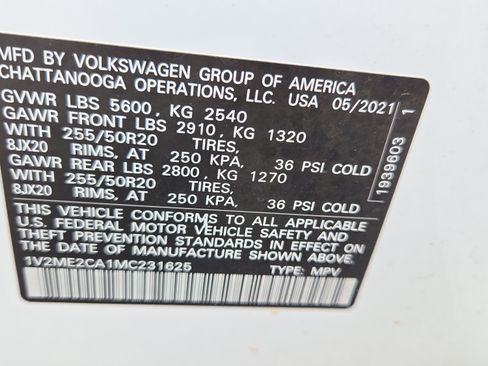 MFD BY VOLKSWAGEN GROUP OF AMERICA
CHATTANOOGA OPERATIONS, LLC. USA 05/2021
GVWR LBS 5600, KG 2540
GAWR FRONT LBS 2910, KG 1320
WITH 255/50R20 TIRES,
8JX20 RIMS, AT 250 KPA, 36 PSI COLD
GAWR REAR LBS 2800, KG 1270
WITH 255/50R20 TIRES,
8JX20 RIMS, AT 250 KPA, 36 PSI COLD
THIS VEHICLE CONFORMS TO ALL APPLICABLE
U.S. FEDERAL MOTOR VEHICLE SAFETY AND
THEFT PREVENTION STANDARDS IN EFFECT ON
THE DATE OF MANUFACTURE SHOWN ABOVE.
1V2ME2CA1MC231625 TYPE: MPV
1939603 1